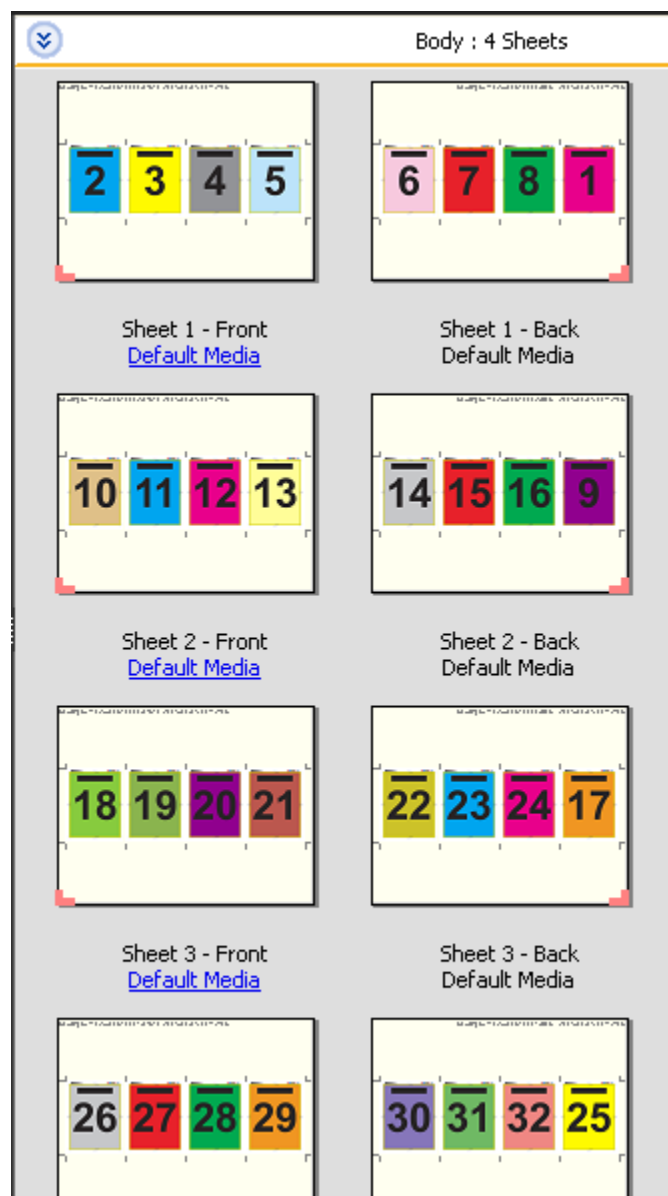 Body : 4 Sheets
2 3 4 5
6 7 8 1
Sheet 1 - Front
Default Media
Sheet 1 - Back
Default Media
10 11 12 13
14 15 16 9
Sheet 2 - Front
Default Media
Sheet 2 - Back
Default Media
18 19 20 21
22 23 24 17
Sheet 3 - Front
Default Media
Sheet 3 - Back
Default Media
26 27 28 29
30 31 32 25